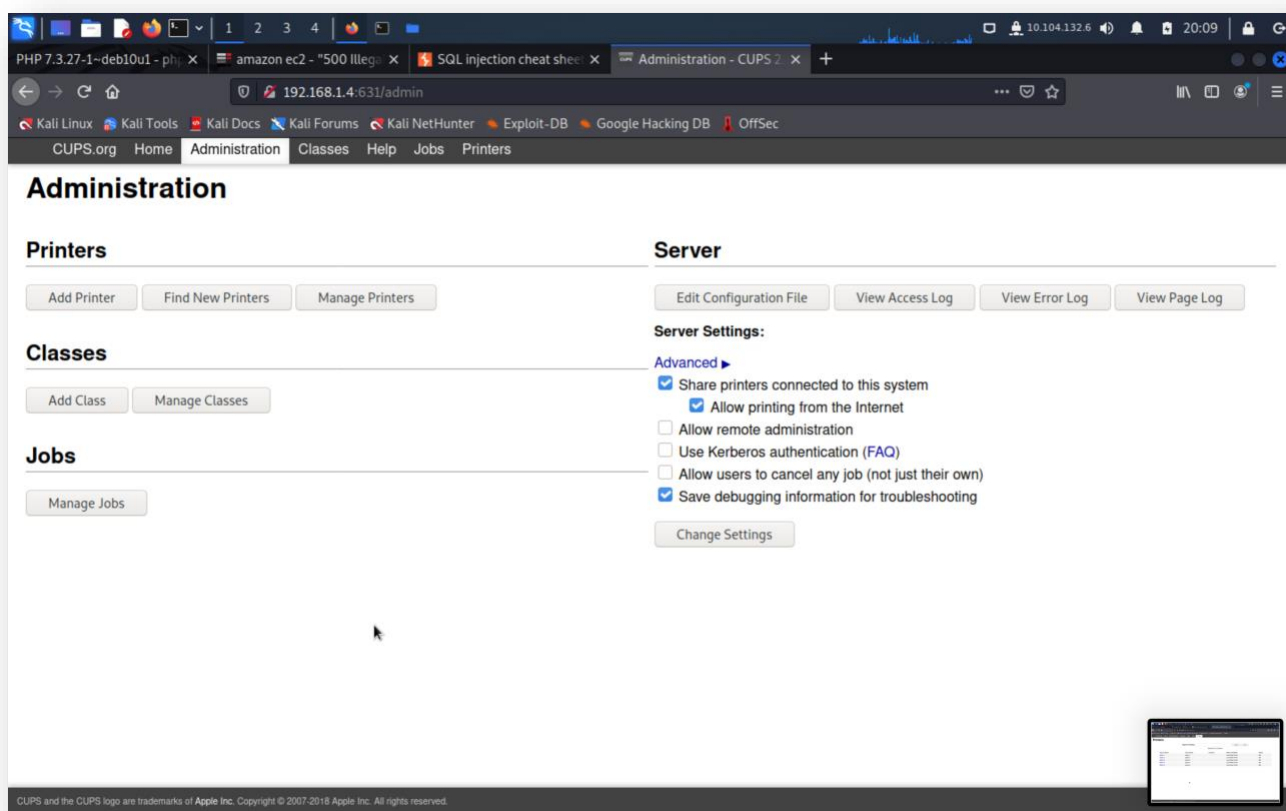 1 2 3 4 10.104.132.6 20:09
PHP 7.3.27-1~deb10u1 - ph amazon ec2 - "500 Illega SQL injection cheat shee Administration - CUPS 2.
192.168.1.4:631/admin
Kali Linux Kali Tools Kali Docs Kali Forums Kali NetHunter Exploit-DB Google Hacking DB OffSec
CUPS.org Home Administration Classes Help Jobs Printers
Administration
Printers
Add Printer Find New Printers Manage Printers
Classes
Add Class Manage Classes
Jobs
Manage Jobs
Server
Edit Configuration File View Access Log View Error Log View Page Log
Server Settings:
Advanced ▶
Share printers connected to this system
Allow printing from the Internet
Allow remote administration
Use Kerberos authentication (FAQ)
Allow users to cancel any job (not just their own)
Save debugging information for troubleshooting
Change Settings
CUPS and the CUPS logo are trademarks of Apple Inc. Copyright © 2007-2018 Apple Inc. All rights reserved.